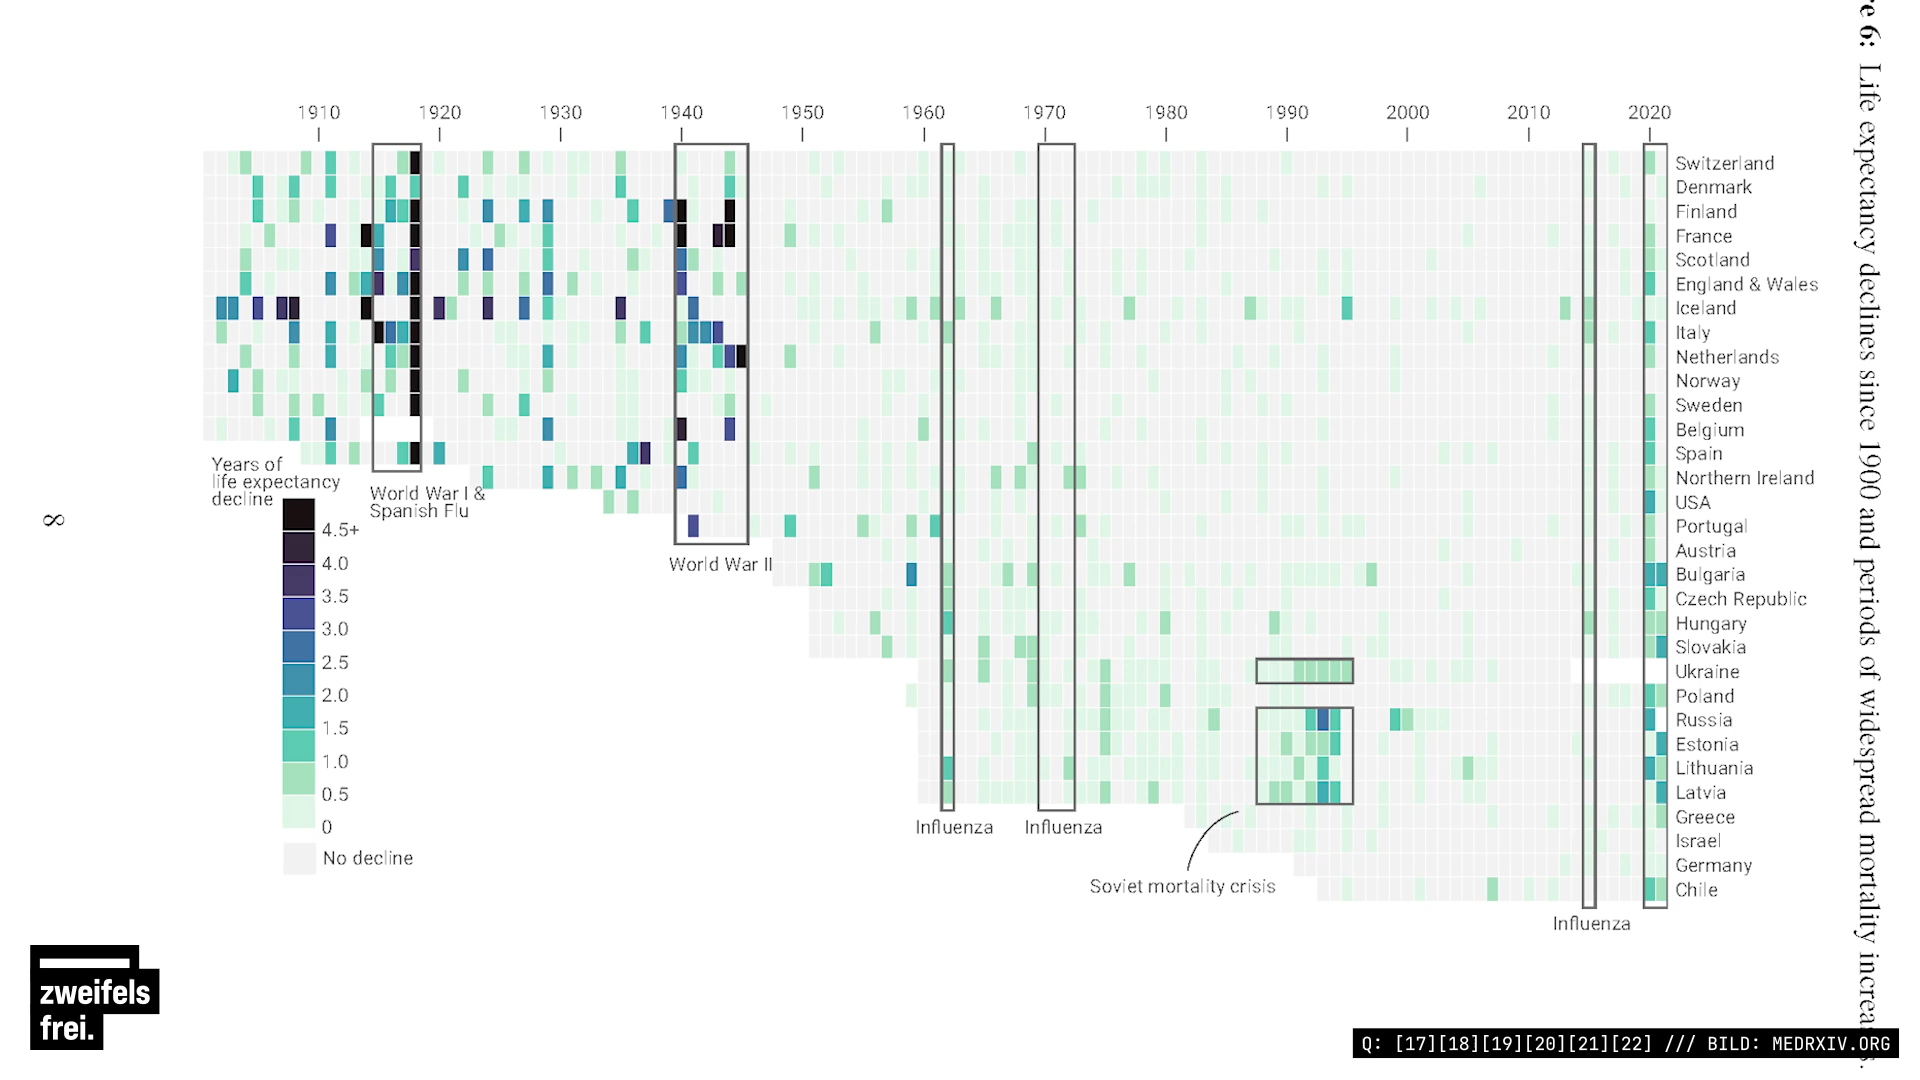 1910 1920 1930 1940 1950 1960 1970 1980 1990 2000 2010 2020
Switzerland
Denmark
Finland
France
Scotland
England & Wales
Iceland
Italy
Netherlands
Norway
Sweden
Belgium
Spain
Northern Ireland
USA
Portugal
Austria
Bulgaria
Czech Republic
Hungary
Slovakia
Ukraine
Poland
Russia
Estonia
Lithuania
Latvia
Greece
Israel
Germany
Chile
Years of
life expectancy
decline
4.5+
4.0
3.5
3.0
2.5
2.0
1.5
1.0
0.5
0
No decline
World War I &
Spanish Flu
World War II
Influenza
Influenza
Soviet mortality crisis
Influenza
re 6: Life expectancy declines since 1900 and periods of widespread mortality increa
8
zweifels
frei.
Q: [17][18][19][20][21][22] /// BILD: MEDRXIV.ORG